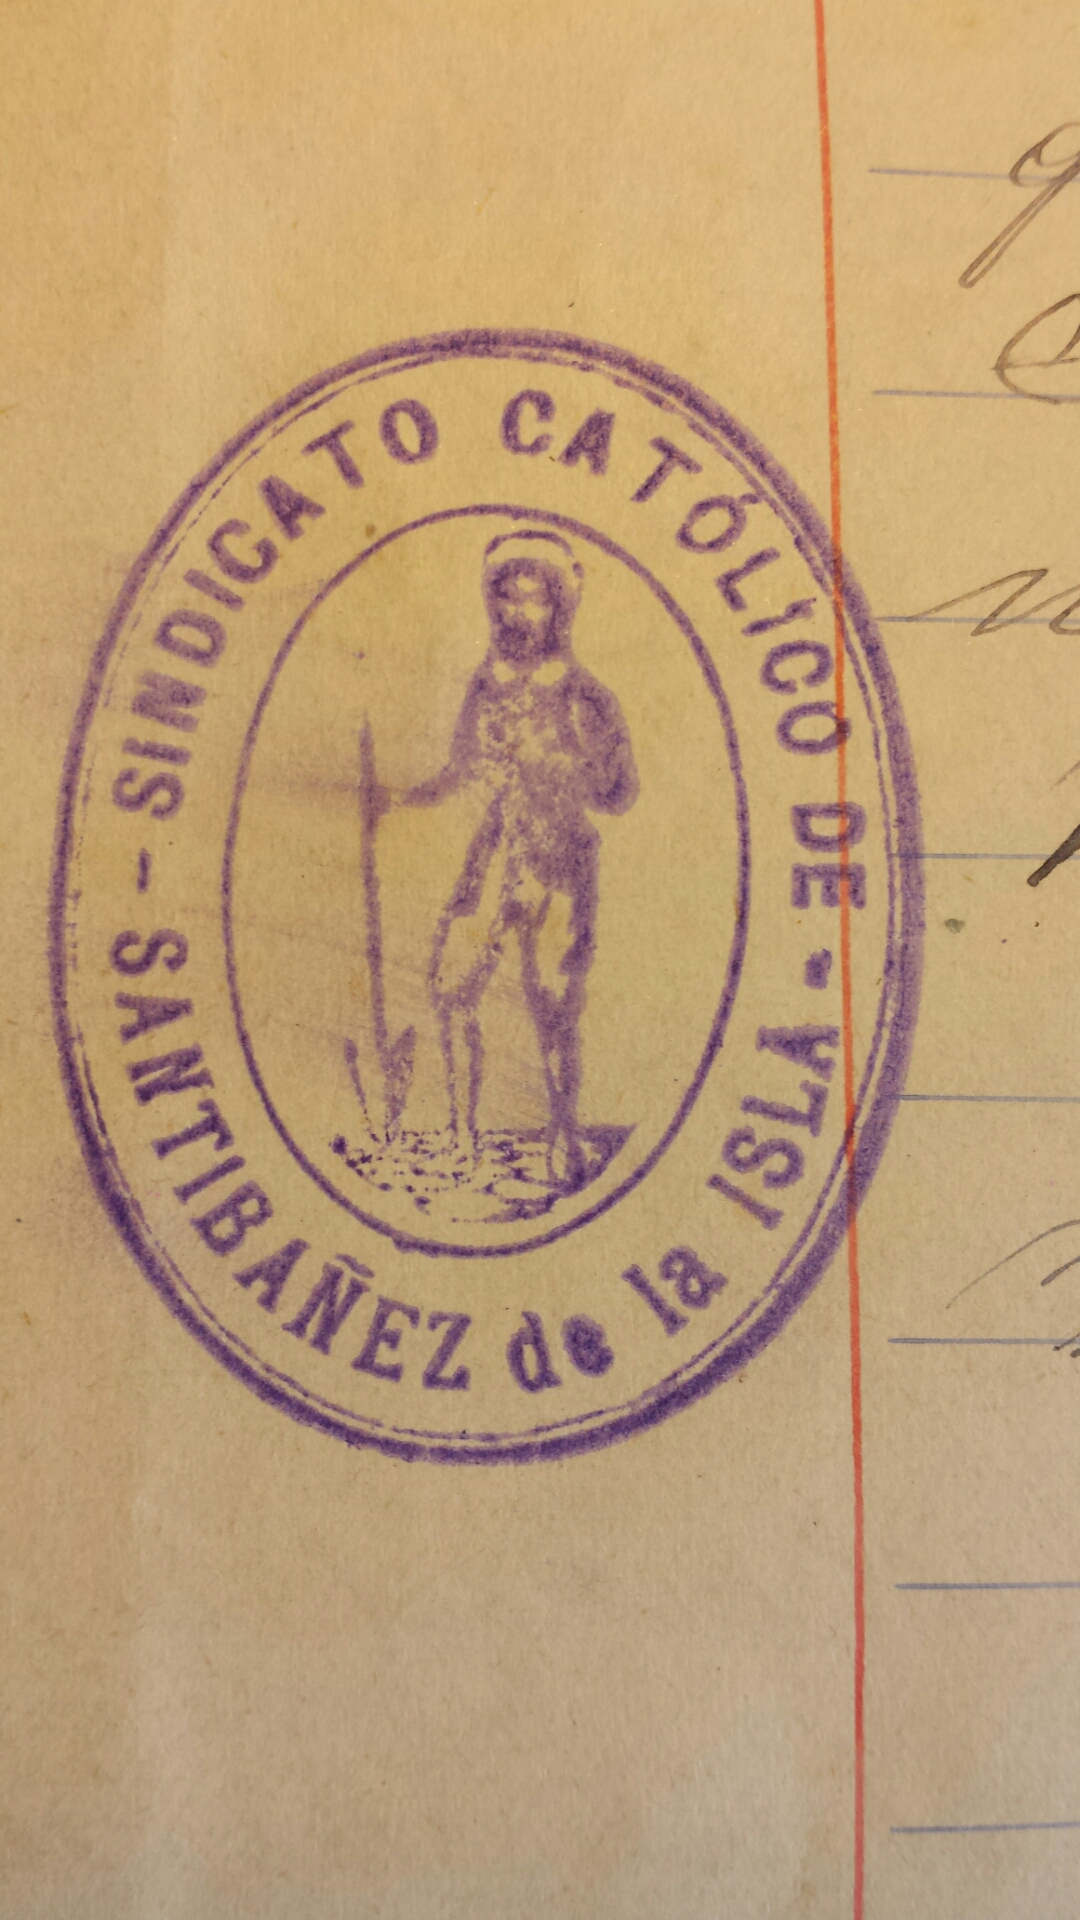 - SINDICATO CATÓLICO DE -
SANTIBAÑEZ de la ISLA